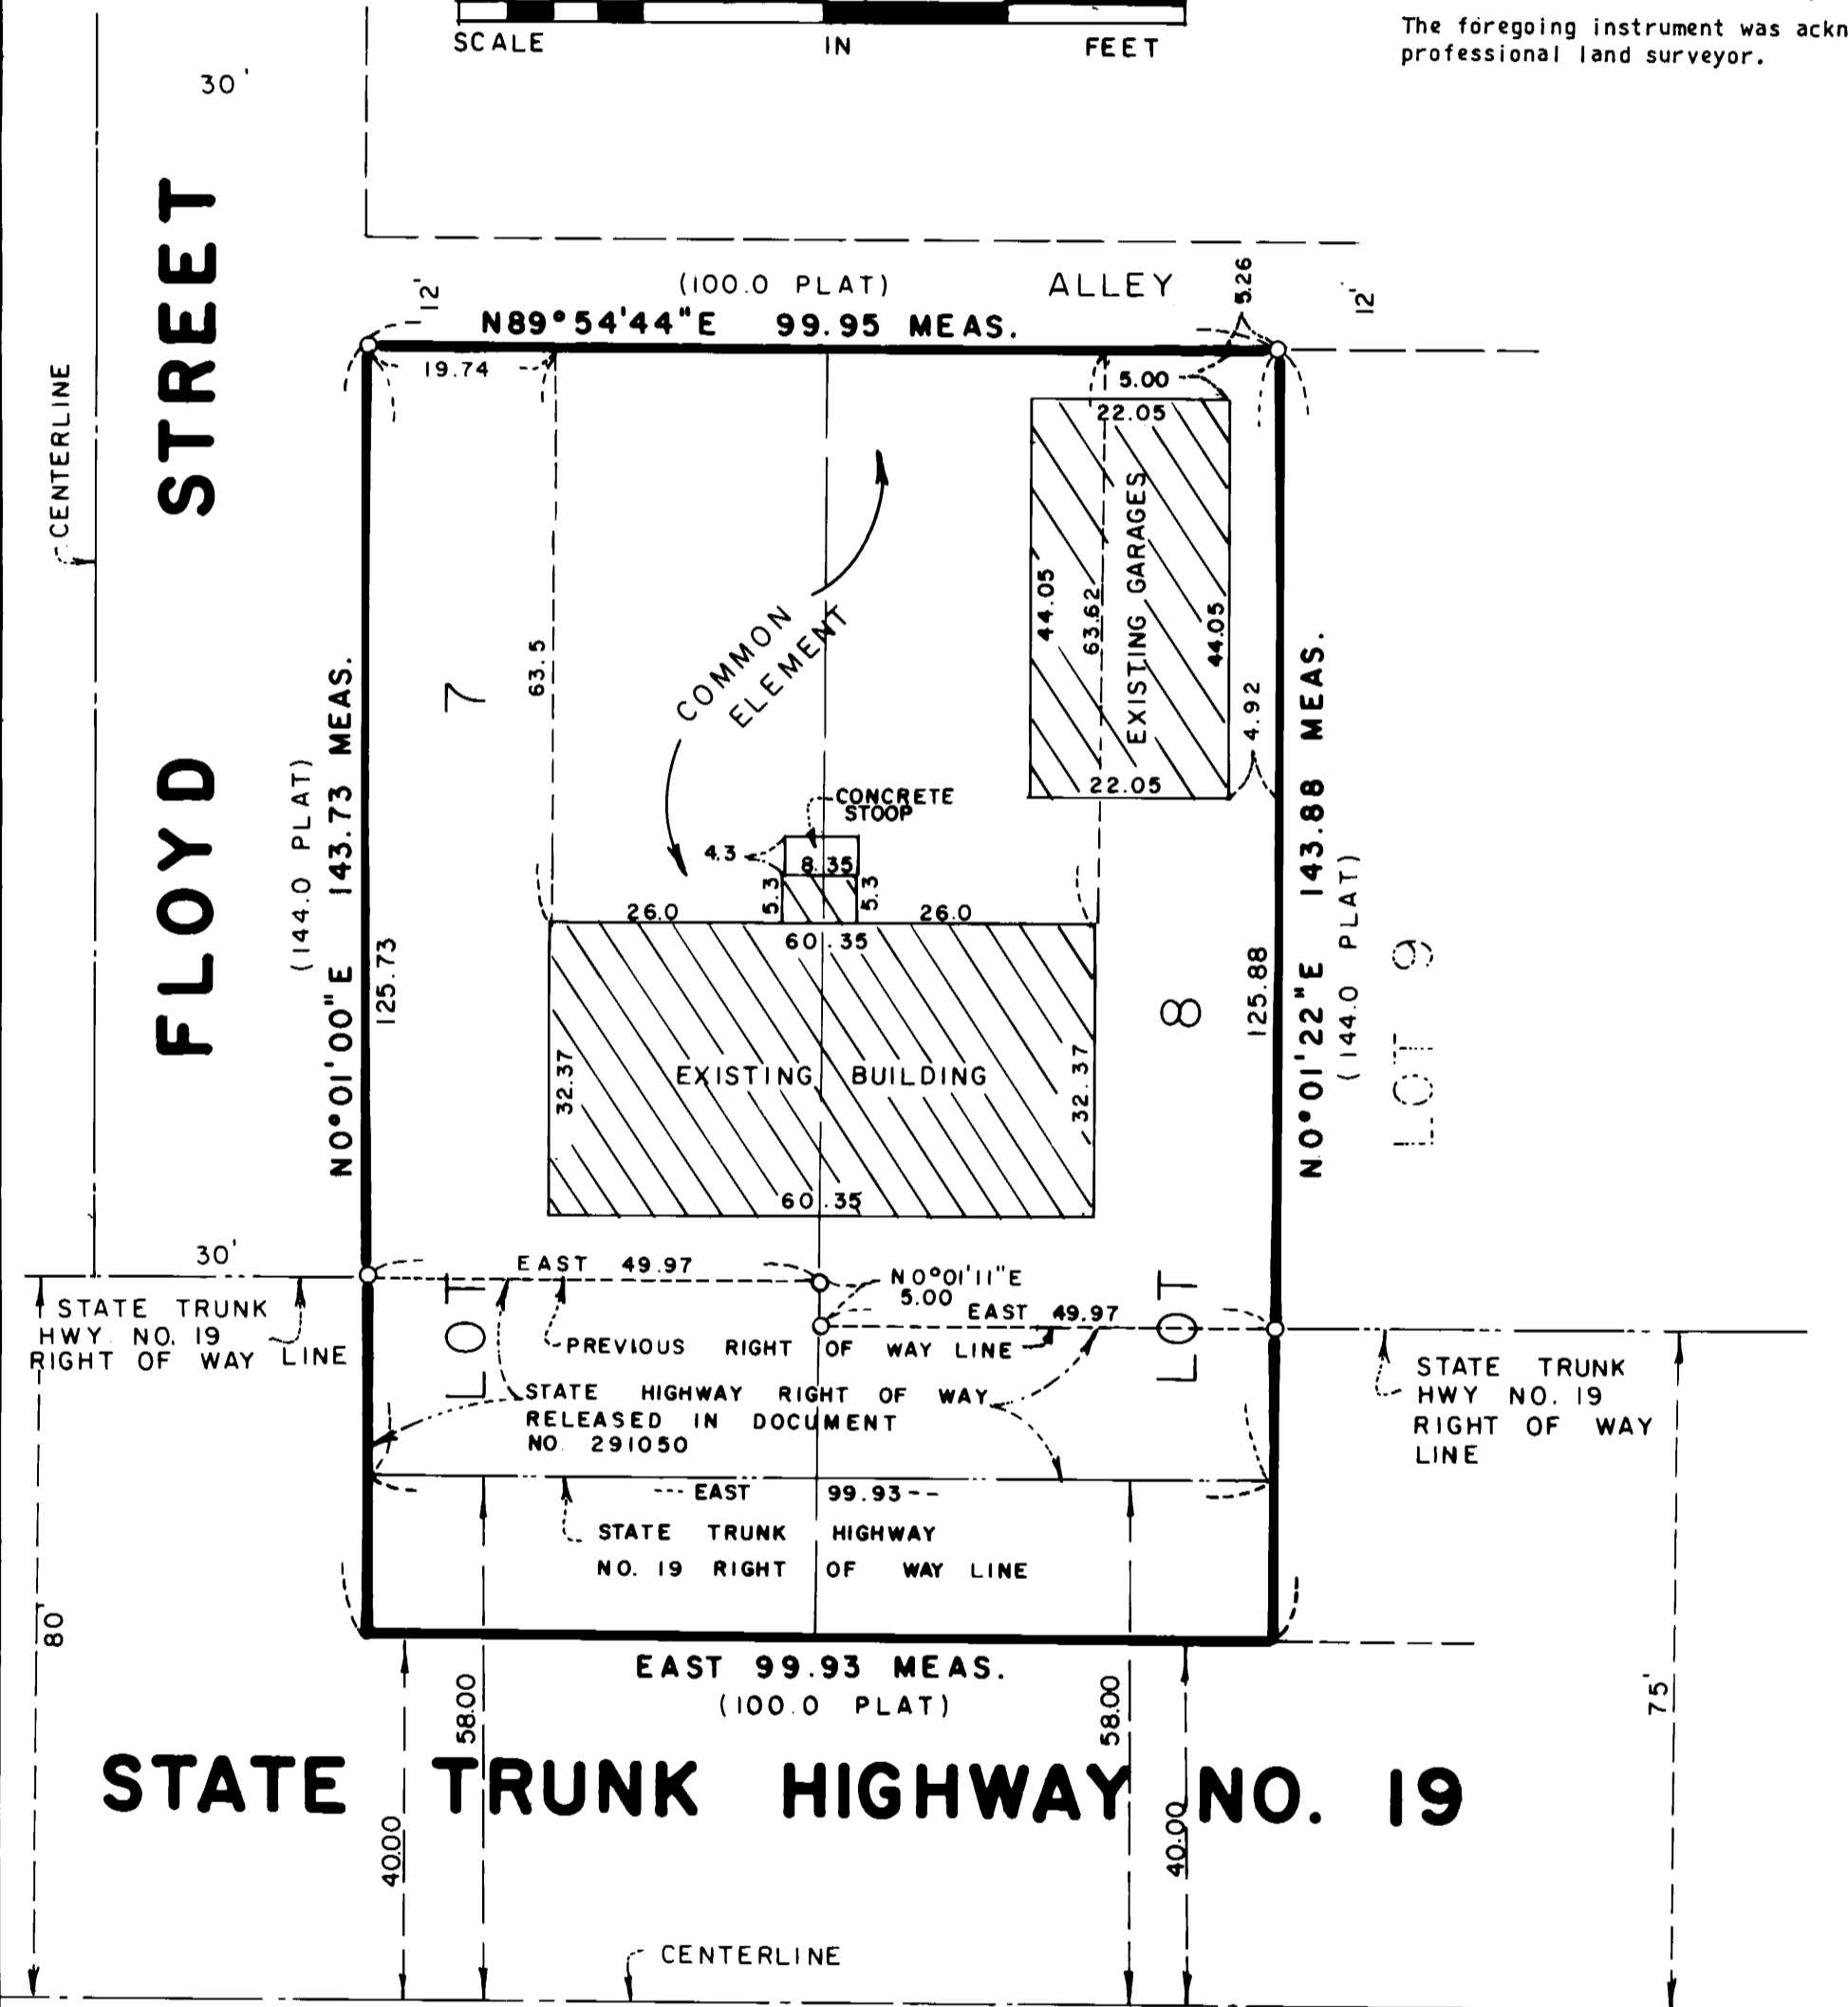 SCALE IN FEET
The foregoing instrument was ackn
professional land surveyor.
30'
FLOYD STREET
CENTERLINE
(100.0 PLAT)
ALLEY
12'
5.26
12'
N89°54'44"E 99.95 MEAS.
19.74
5.00
22.05
EXISTING GARAGES
44.05
63.62
44.05
4.92
22.05
COMMON
ELEMENT
63.5
7
N0°01'00"E 143.73 MEAS.
(144.0 PLAT)
125.73
N0°01'22"E 143.88 MEAS.
(144.0 PLAT)
125.88
LOT 9
8
CONCRETE
STOOP
4.3
8.35
5.3
5.3
26.0
26.0
60.35
32.37
EXISTING BUILDING
32.37
60.35
30'
EAST 49.97
N0°01'11"E
5.00
EAST 49.97
LOT
LOT
STATE TRUNK
HWY NO. 19
RIGHT OF WAY LINE
PREVIOUS RIGHT OF WAY LINE
STATE HIGHWAY RIGHT OF WAY
RELEASED IN DOCUMENT
NO. 291050
STATE TRUNK
HWY NO. 19
RIGHT OF WAY
LINE
EAST 99.93
STATE TRUNK HIGHWAY
NO. 19 RIGHT OF WAY LINE
80'
EAST 99.93 MEAS.
(100.0 PLAT)
58.00
58.00
75'
STATE TRUNK HIGHWAY NO. 19
40.00
40.00
CENTERLINE